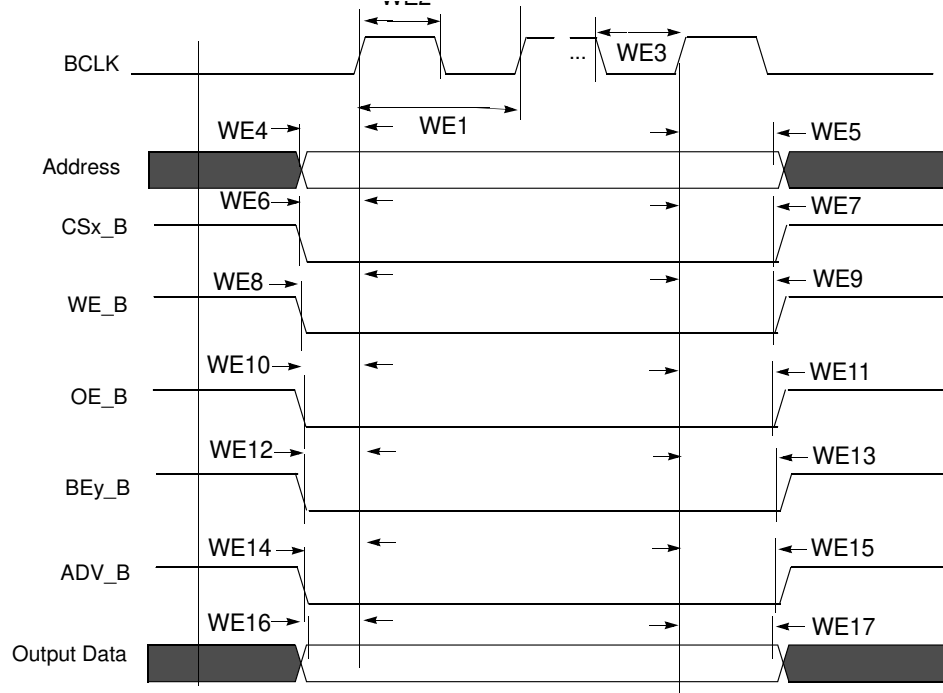 WE2
BCLK
...
WE3
WE1
WE4
WE5
Address
WE6
WE7
CSx_B
WE8
WE9
WE_B
WE10
WE11
OE_B
WE12
WE13
BEy_B
WE14
WE15
ADV_B
WE16
WE17
Output Data